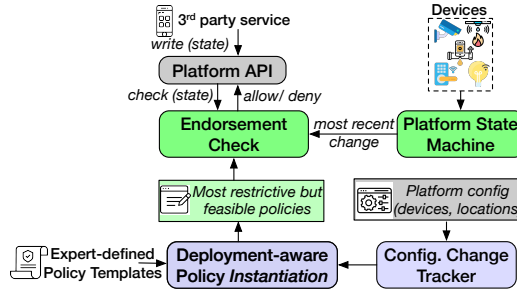 Devices
3rd party service
write (state)
Platform API
check (state)
allow/ deny
Endorsement
Check
most recent
change
Platform State
Machine
Most restrictive but
feasible policies
Platform config
(devices, locations
Expert-defined
Policy Templates
Deployment-aware
Policy Instantiation
Config. Change
Tracker